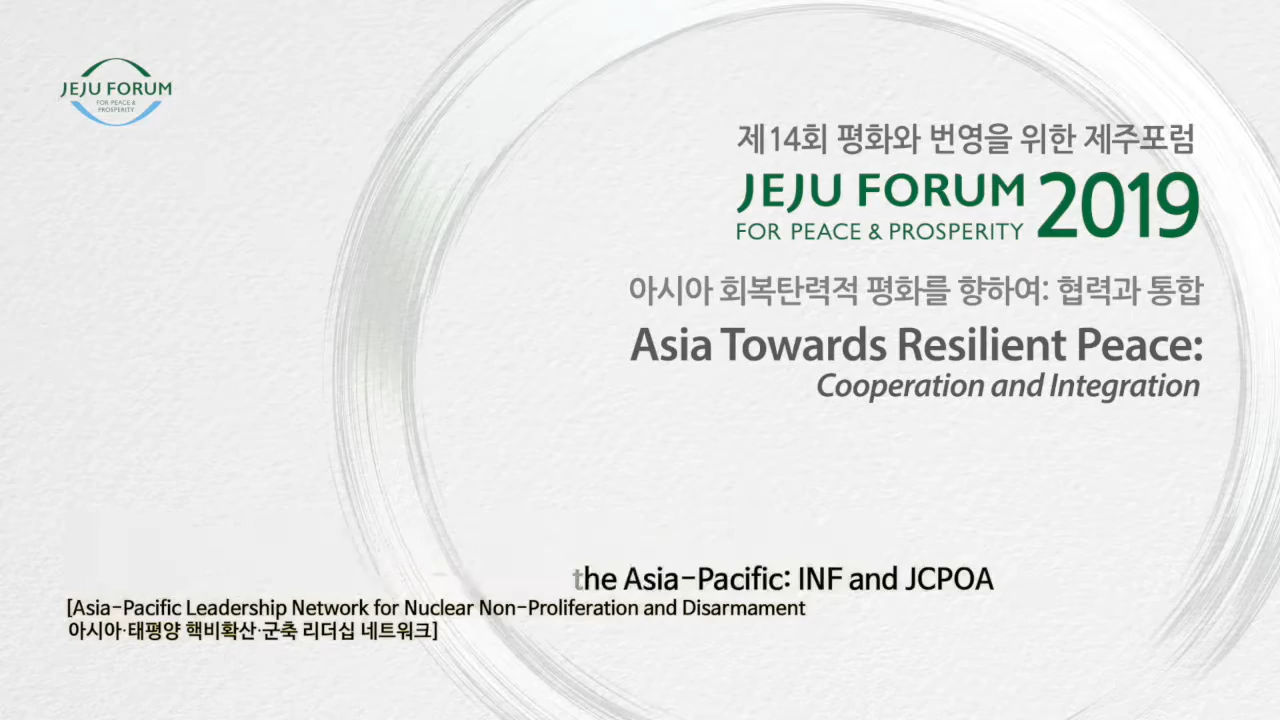 JEJU FORUM
FOR PEACE &
PROSPERITY
제14회 평화와 번영을 위한 제주포럼
JEJU FORUM 2019
FOR PEACE & PROSPERITY
아시아 회복탄력적 평화를 향하여: 협력과 통합
Asia Towards Resilient Peace:
Cooperation and Integration
the Asia-Pacific: INF and JCPOA
[Asia-Pacific Leadership Network for Nuclear Non-Proliferation and Disarmament
아시아·태평양 핵비확산·군축 리더십 네트워크]